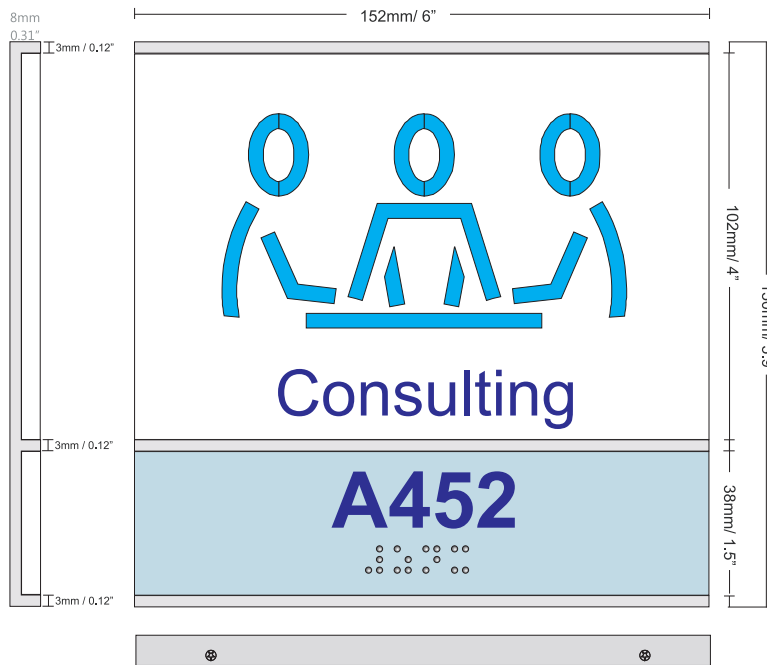 8mm
0.31"
152mm/ 6"
3mm / 0.12"
102mm/ 4"
Consulting
3mm / 0.12"
A452
38mm/ 1.5"
3mm / 0.12"